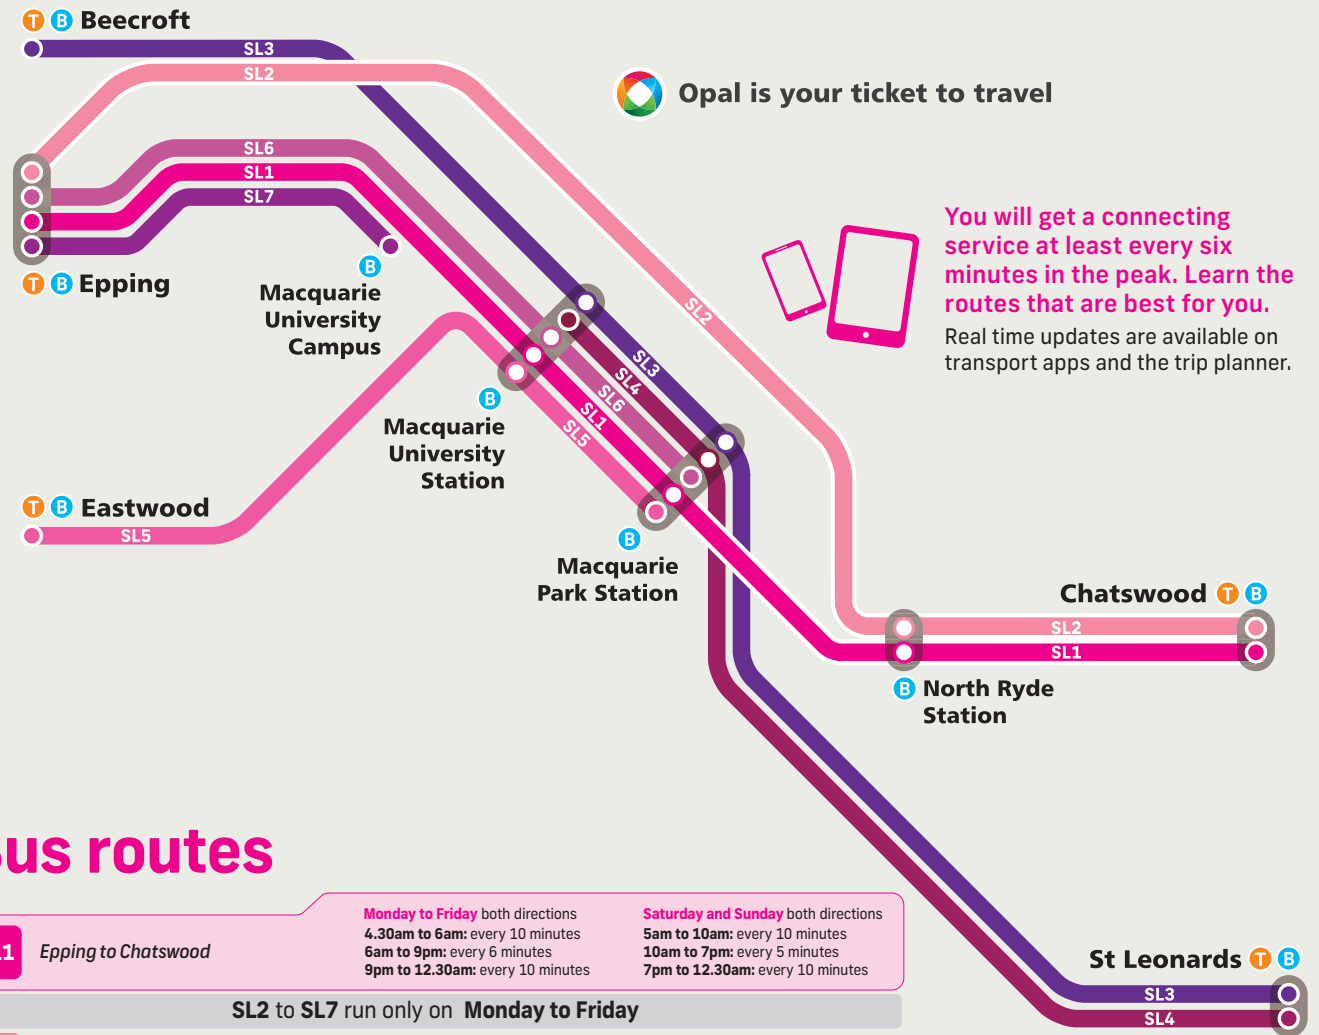 T B Beecroft
SL3
SL2
Opal is your ticket to travel
SL6
SL1
SL7
You will get a connecting
service at least every six
minutes in the peak. Learn the
routes that are best for you.
Real time updates are available on
transport apps and the trip planner.
T B Epping
B
Macquarie
University
Campus
SL2
SL3
SL4
SL6
SL1
SL5
B
Macquarie
University
Station
T B Eastwood
SL5
B
Macquarie
Park Station
Chatswood T B
SL2
SL1
B North Ryde
Station
us routes
Monday to Friday both directions
4.30am to 6am: every 10 minutes
6am to 9pm: every 6 minutes
9pm to 12.30am: every 10 minutes
Saturday and Sunday both directions
5am to 10am: every 10 minutes
10am to 7pm: every 5 minutes
7pm to 12.30am: every 10 minutes
1 Epping to Chatswood
SL2 to SL7 run only on Monday to Friday
St Leonards T B
SL3
SL4